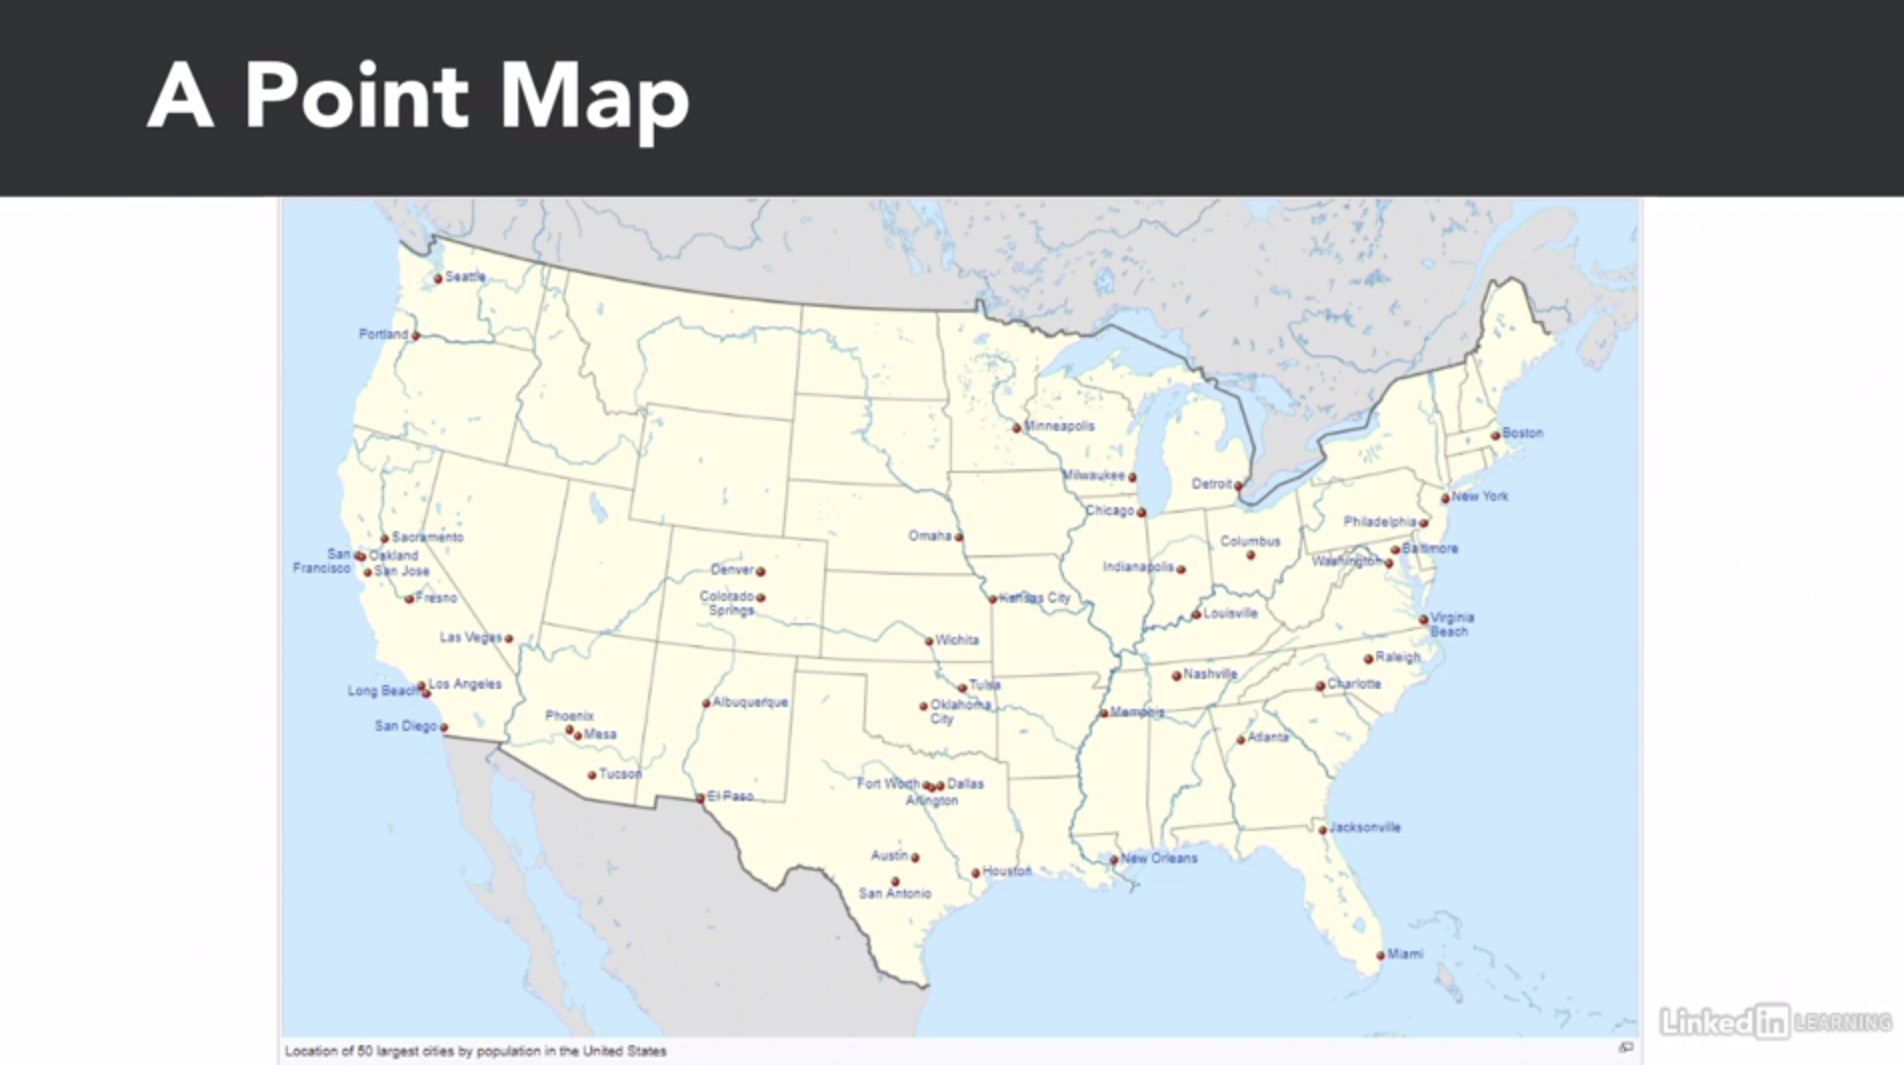 A Point Map
Seattle
Portland
Minneapolis
Boston
Milwaukee
Detroit
New York
Chicago
Philadelphia
Sacramento
Omaha
Columbus
Baltimore
San
Francisco
Oakland
Washington
San Jose
Denver
Indianapolis
Fresno
Colorado
Springs
Kansas City
Louisville
Virginia
Beach
Las Vegas
Wichita
Raleigh
Long Beach
Los Angeles
Tulsa
Nashville
Charlotte
San Diego
Phoenix
Mesa
Albuquerque
Oklahoma
City
Memphis
Atlanta
Tucson
El Paso
Fort Worth
Dallas
Arlington
Jacksonville
Austin
New Orleans
San Antonio
Houston
Miami
Location of 50 largest cities by population in the United States
Linked in LEARNING